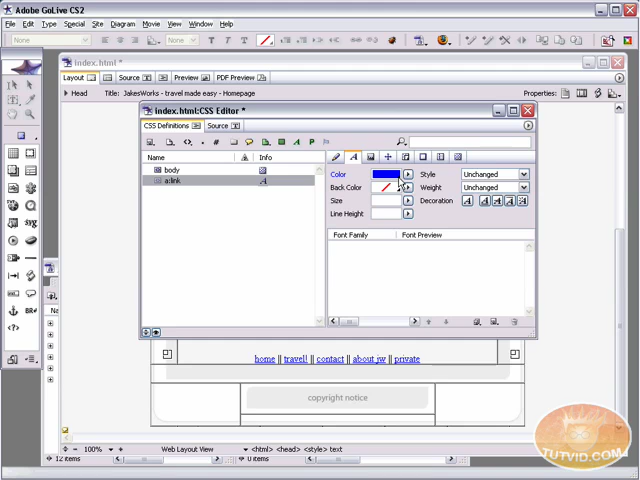 Adobe GoLive CS2
File Edit Type Special Site Diagram Movie View Window Help
None
None
index.html *
Layout Source Preview PDF Preview
Head Title: JakesWorks - travel made easy - Homepage Properties:
index.html:CSS Editor *
CSS Definitions Source
Name Info
body
a:link
Color
Back Color
Size
Line Height
Style Unchanged
Weight Unchanged
Decoration
Font Family Font Preview
home || travel! || contact || about jw || private
copyright notice
100% Web Layout View <html> <head> <style> text
12 items 0 items
BR
<?>
TUTVID.COM